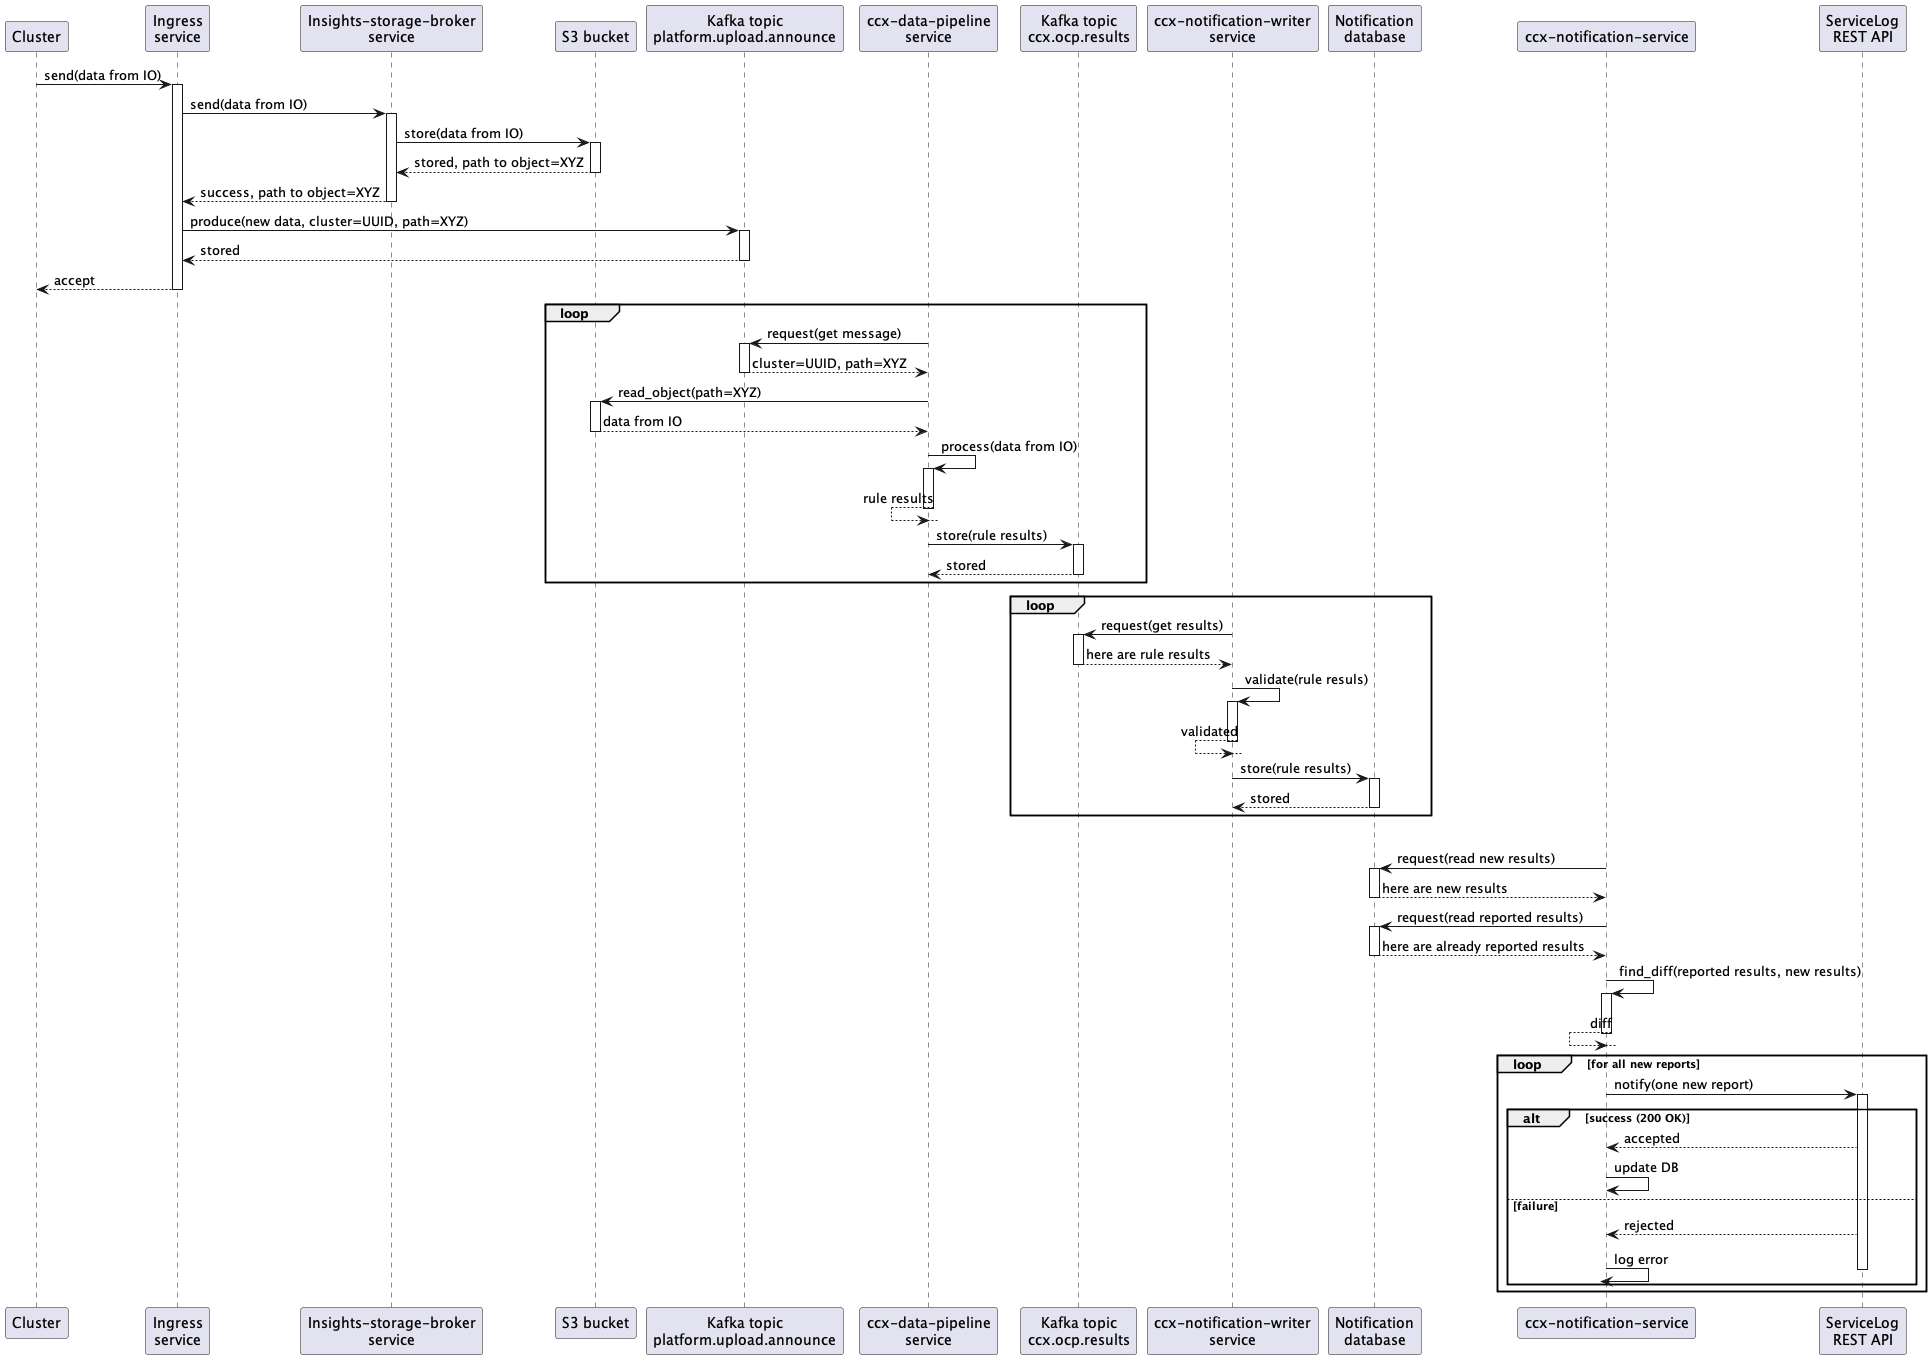 Cluster
Ingress
service
Insights-storage-broker
service
S3 bucket
Kafka topic
platform.upload.announce
ccx-data-pipeline
service
Kafka topic
ccx.ocp.results
ccx-notification-writer
service
Notification
database
ccx-notification-service
ServiceLog
REST API
send(data from IO)
send(data from IO)
store(data from IO)
stored, path to object=XYZ
success, path to object=XYZ
produce(new data, cluster=UUID, path=XYZ)
stored
accept
loop
request(get message)
cluster=UUID, path=XYZ
read_object(path=XYZ)
data from IO
process(data from IO)
rule results
store(rule results)
stored
loop
request(get results)
here are rule results
validate(rule resuls)
validated
store(rule results)
stored
request(read new results)
here are new results
request(read reported results)
here are already reported results
find_diff(reported results, new results)
diff
loop [for all new reports]
notify(one new report)
alt [success (200 OK)]
accepted
update DB
[failure]
rejected
log error
Cluster
Ingress
service
Insights-storage-broker
service
S3 bucket
Kafka topic
platform.upload.announce
ccx-data-pipeline
service
Kafka topic
ccx.ocp.results
ccx-notification-writer
service
Notification
database
ccx-notification-service
ServiceLog
REST API